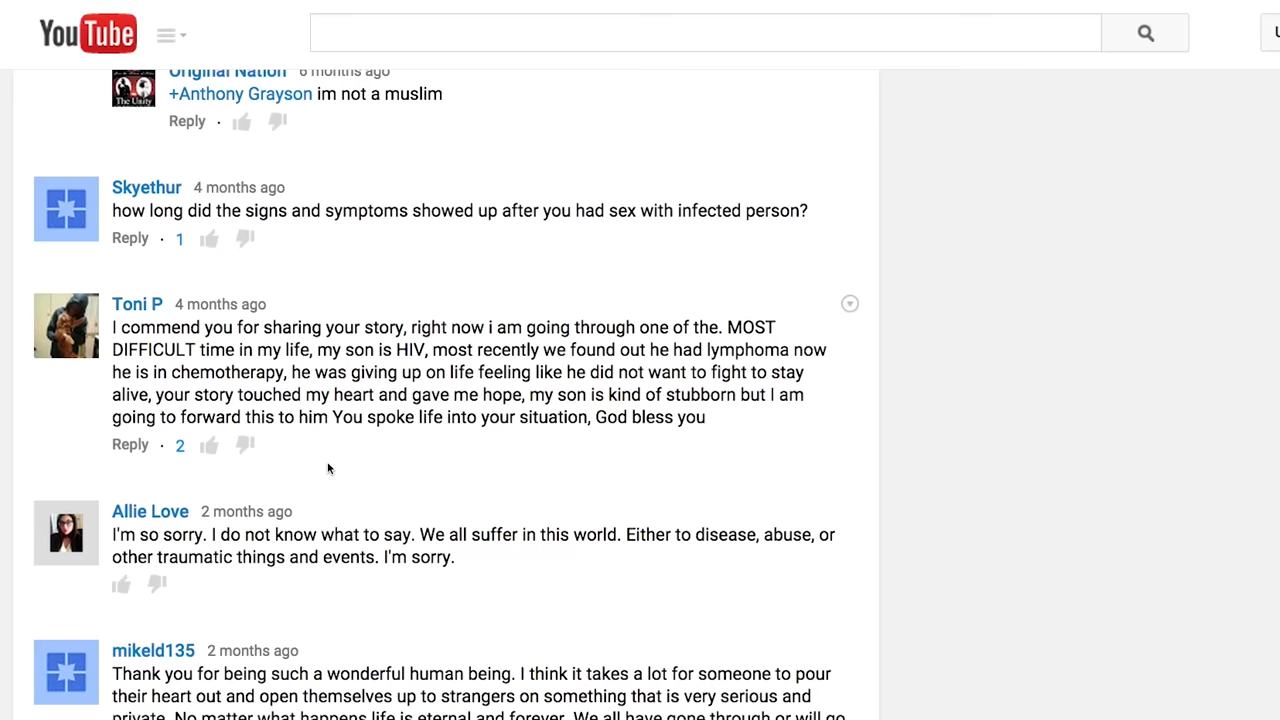 YouTube
Original Nation 6 months ago
The Unity
+Anthony Grayson im not a muslim
Reply ·
Skyethur 4 months ago
how long did the signs and symptoms showed up after you had sex with infected person?
Reply · 1
Toni P 4 months ago
I commend you for sharing your story, right now i am going through one of the. MOST
DIFFICULT time in my life, my son is HIV, most recently we found out he had lymphoma now
he is in chemotherapy, he was giving up on life feeling like he did not want to fight to stay
alive, your story touched my heart and gave me hope, my son is kind of stubborn but I am
going to forward this to him You spoke life into your situation, God bless you
Reply · 2
Allie Love 2 months ago
I'm so sorry. I do not know what to say. We all suffer in this world. Either to disease, abuse, or
other traumatic things and events. I'm sorry.
mikeld135 2 months ago
Thank you for being such a wonderful human being. I think it takes a lot for someone to pour
their heart out and open themselves up to strangers on something that is very serious and
private. No matter what happens life is eternal and forever. We all have gone through or will go